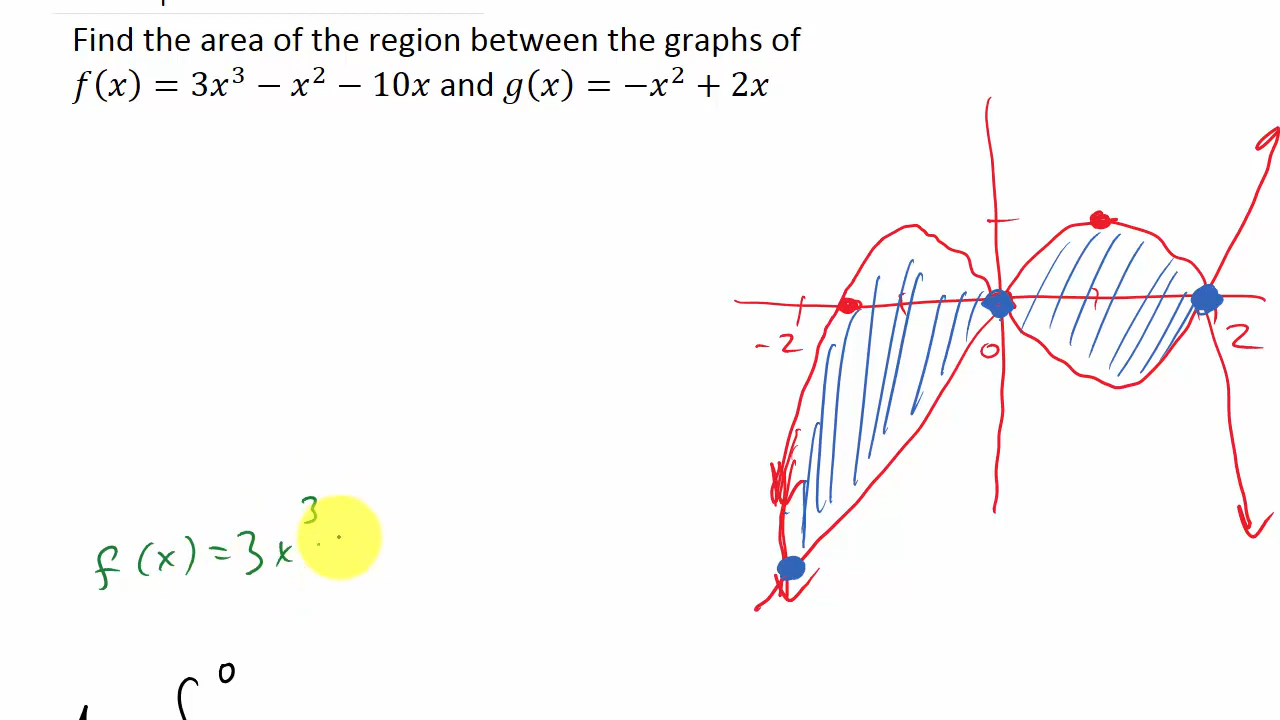 Find the area of the region between the graphs of
f(x) = 3x³ − x² − 10x and g(x) = −x² + 2x
-2
0
2
f(x) = 3x³
∫ 0